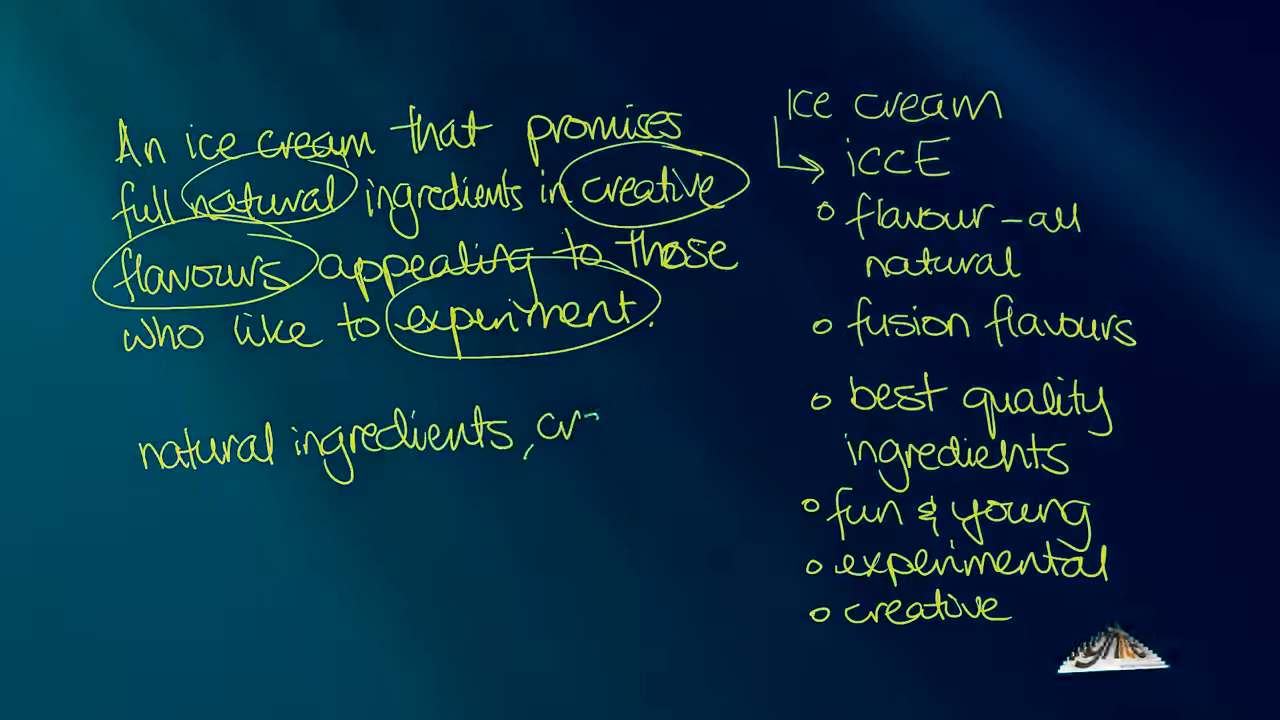 An ice cream that promises
full natural ingredients in creative
flavours appealing to those
who like to experiment.
natural ingredients, cr
Ice cream
iccE
flavour - all
natural
fusion flavours
best quality
ingredients
fun & young
experimental
creative